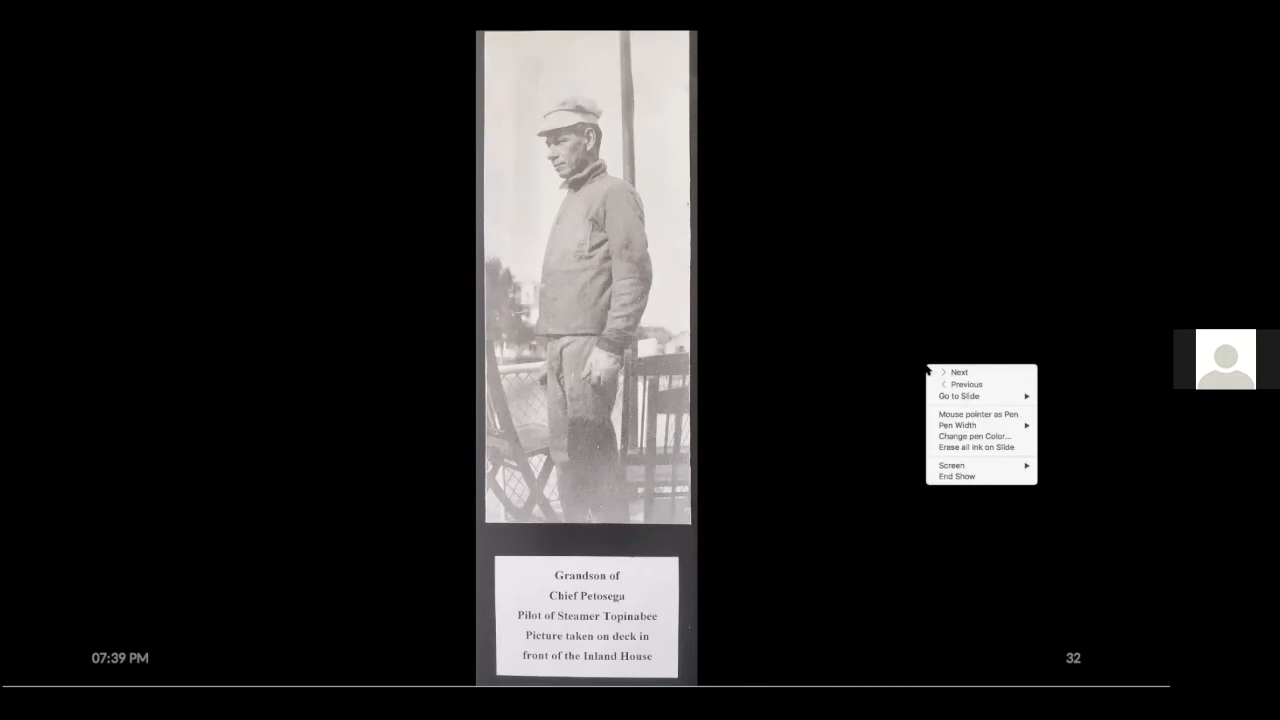 Grandson of
Chief Petosega
Pilot of Steamer Topinabee
Picture taken on deck in
front of the Inland House
Next
Previous
Go to Slide
Mouse pointer as Pen
Pen Width
Change pen Color...
Erase all ink on Slide
Screen
End Show
07:39 PM
32